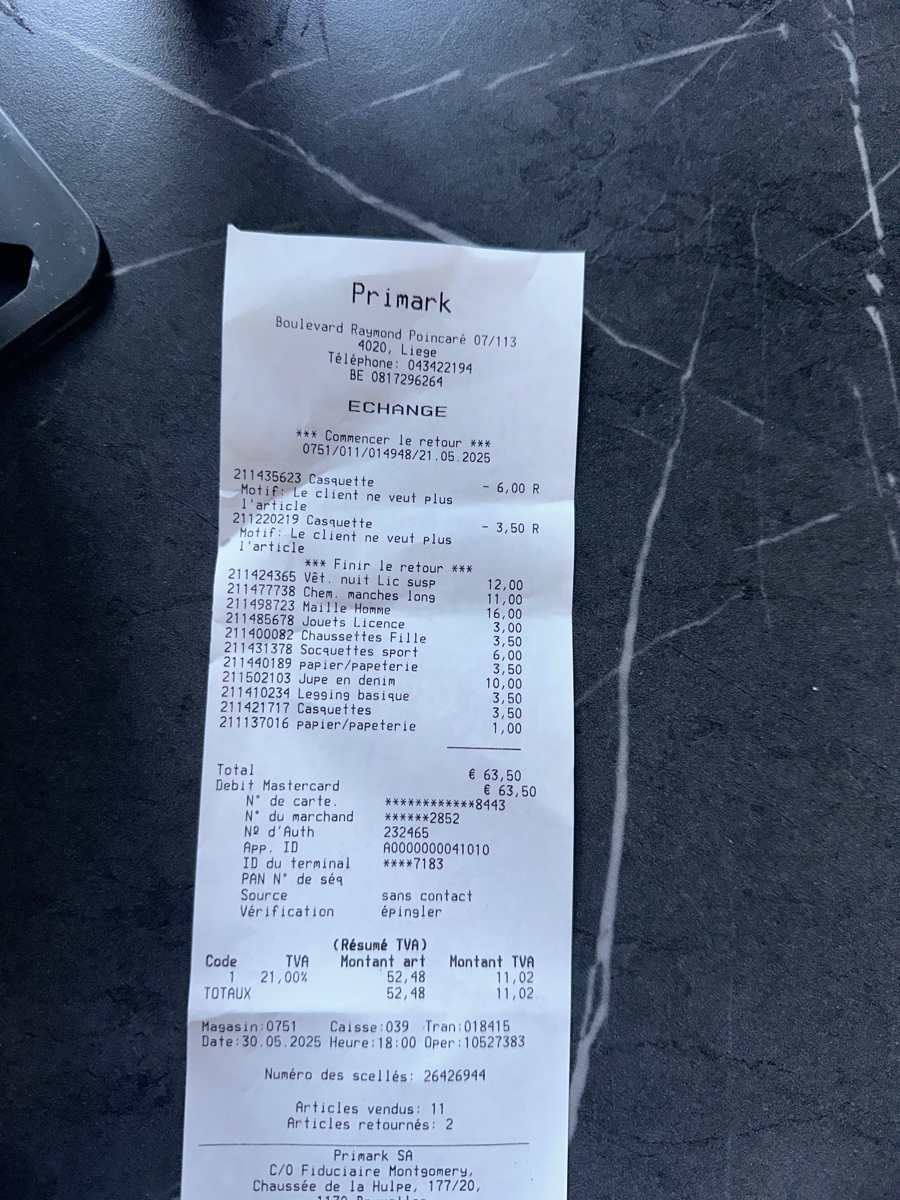 Primark
Boulevard Raymond Poincaré 07/113
4020, Liege
Téléphone: 043422194
BE 0817296264
ECHANGE
*** Commencer le retour ***
0751/011/014948/21.05.2025
211435623 Casquette - 6,00 R
Motif: Le client ne veut plus
l'article
211220219 Casquette - 3,50 R
Motif: Le client ne veut plus
l'article
*** Finir le retour ***
211424365 Vêt. nuit Lic susp 12,00
211477738 Chem. manches long 11,00
211498723 Maille Homme 16,00
211485678 Jouets Licence 3,00
211400082 Chaussettes Fille 3,50
211431378 Socquettes sport 6,00
211440189 papier/papeterie 3,50
211502103 Jupe en denim 10,00
211410234 Legging basique 3,50
211421717 Casquettes 3,50
211137016 papier/papeterie 1,00
Total € 63,50
Debit Mastercard € 63,50
N° de carte. ************8443
N° du marchand ******2852
Nº d'Auth 232465
App. ID A0000000041010
ID du terminal ****7183
PAN N° de séq
Source sans contact
Vérification épingler
(Résumé TVA)
Code TVA Montant art Montant TVA
1 21,00% 52,48 11,02
TOTAUX 52,48 11,02
Magasin:0751 Caisse:039 Tran:018415
Date:30.05.2025 Heure:18:00 Oper:10527383
Numéro des scellés: 26426944
Articles vendus: 11
Articles retournés: 2
Primark SA
C/O Fiduciaire Montgomery,
Chaussée de la Hulpe, 177/20,